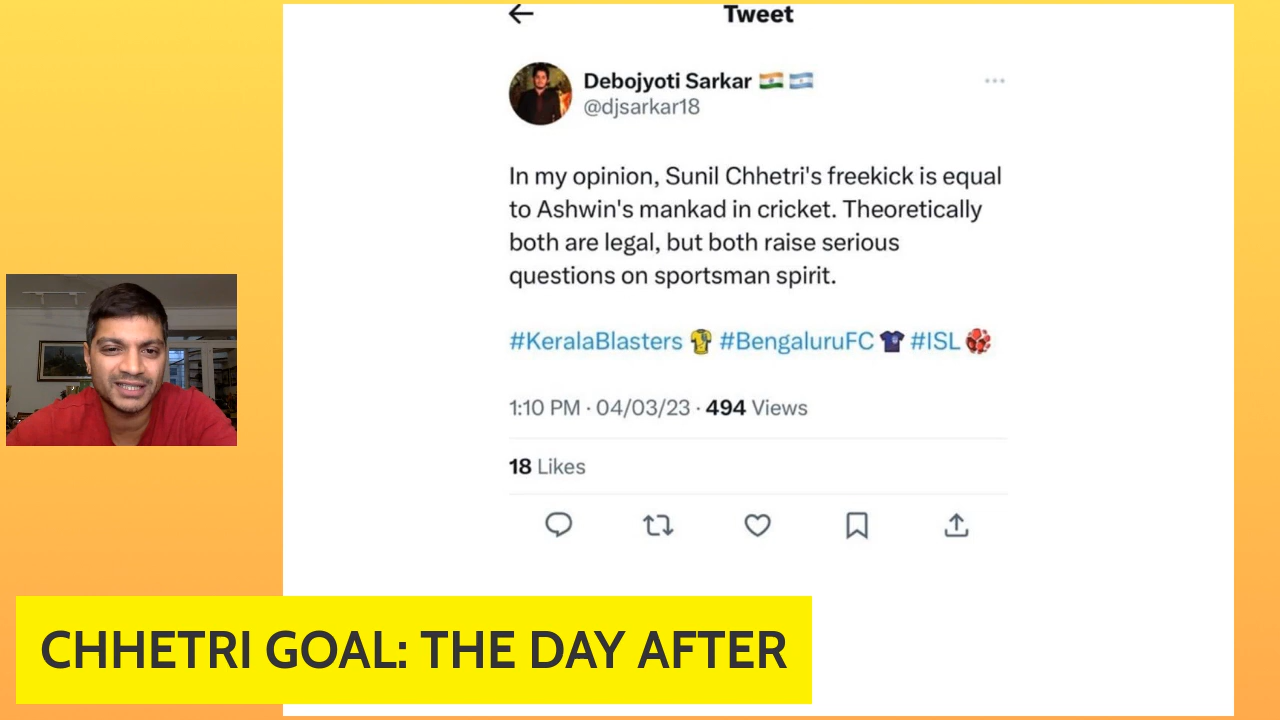 Tweet
Debojyoti Sarkar 🇮🇳 🇦🇷
@djsarkar18
In my opinion, Sunil Chhetri's freekick is equal
to Ashwin's mankad in cricket. Theoretically
both are legal, but both raise serious
questions on sportsman spirit.
#KeralaBlasters #BengaluruFC #ISL
1:10 PM · 04/03/23 · 494 Views
18 Likes
CHHETRI GOAL: THE DAY AFTER